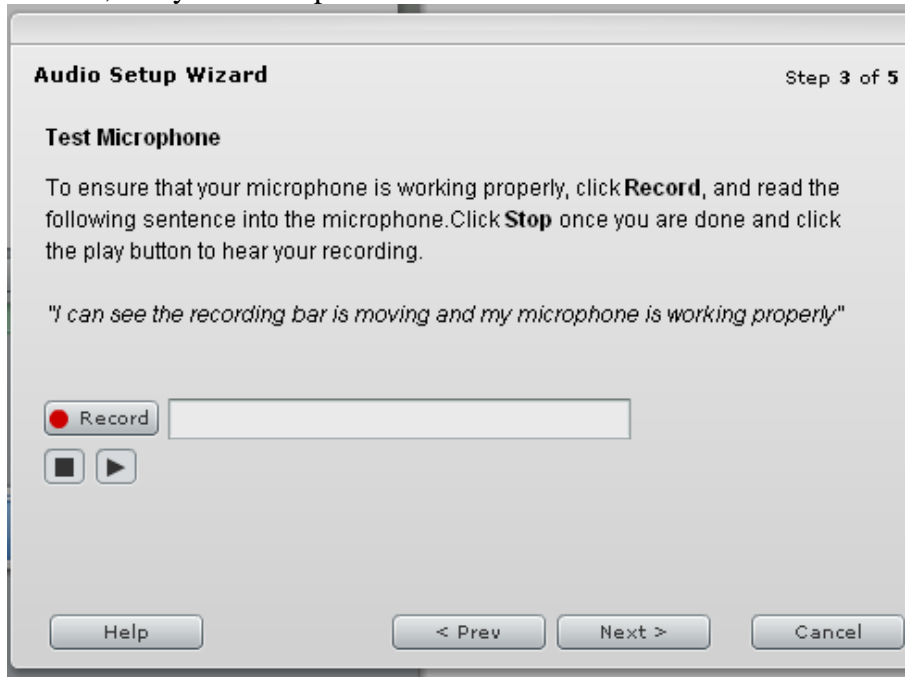 Audio Setup Wizard
Step 3 of 5
Test Microphone
To ensure that your microphone is working properly, click Record, and read the
following sentence into the microphone.Click Stop once you are done and click
the play button to hear your recording.
"I can see the recording bar is moving and my microphone is working properly"
Record
Help
< Prev
Next >
Cancel